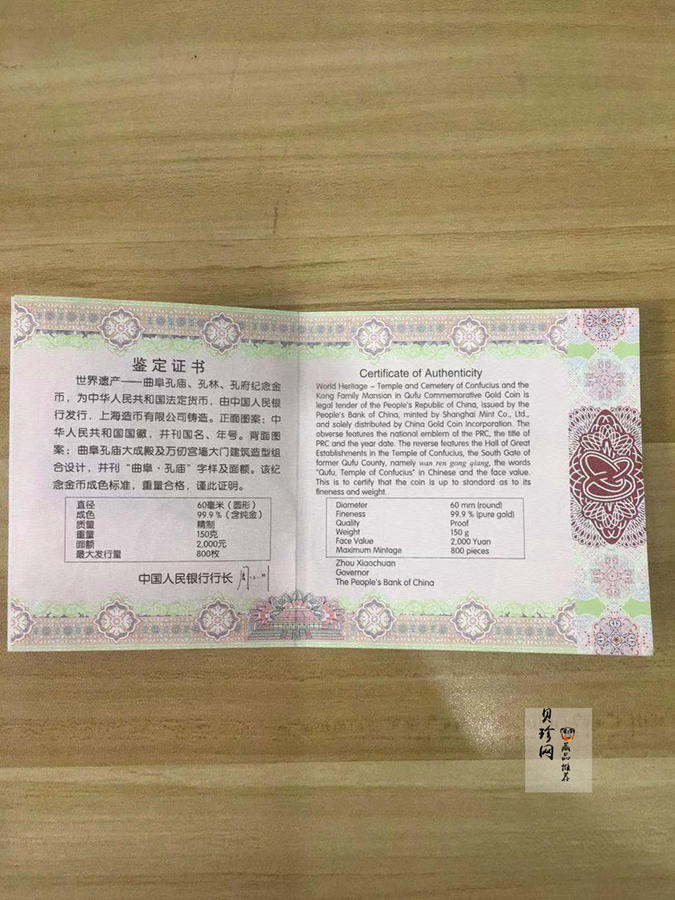 鉴定证书
世界遗产——曲阜孔庙、孔林、孔府纪念金
币，为中华人民共和国法定货币，由中国人民银
行发行，上海造币有限公司铸造。正面图案：中
华人民共和国国徽，并刊国名、年号。背面图
案：曲阜孔庙大成殿及万仞宫墙大门建筑造型组
合设计，并刊“曲阜·孔庙”字样及面额。该纪
念金币成色标准，重量合格，谨此证明。
直径 60毫米（圆形）
成色 99.9％（含纯金）
质量 精制
重量 150克
面额 2,000元
最大发行量 800枚
中国人民银行行长
Certificate of Authenticity
World Heritage – Temple and Cemetery of Confucius and the
Kong Family Mansion in Qufu Commemorative Gold Coin is
legal tender of the People's Republic of China, issued by the
People's Bank of China, minted by Shanghai Mint Co., Ltd.,
and solely distributed by China Gold Coin Incorporation. The
obverse features the national emblem of the PRC, the title of
PRC and the year date. The reverse features the Hall of Great
Establishments in the Temple of Confucius, the South Gate of
former Qufu County, namely wan ren gong qiang, the words
"Qufu, Temple of Confucius" in Chinese and the face value.
This is to certify that the coin is up to standard as to its
fineness and weight.
Diameter 60 mm (round)
Fineness 99.9 % (pure gold)
Quality Proof
Weight 150 g
Face Value 2,000 Yuan
Maximum Mintage 800 pieces
Zhou Xiaochuan
Governor
The People's Bank of China
贝珍网
藏品推荐